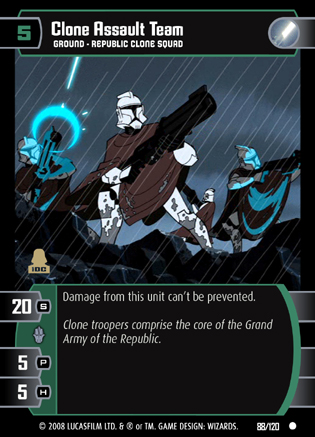 5 Clone Assault Team
GROUND - REPUBLIC CLONE SQUAD
IDC
20 S
Damage from this unit can't be prevented.
Clone troopers comprise the core of the Grand
Army of the Republic.
5 P
5 H
© 2008 LUCASFILM LTD. & ® or TM. GAME DESIGN: WIZARDS. 88/120